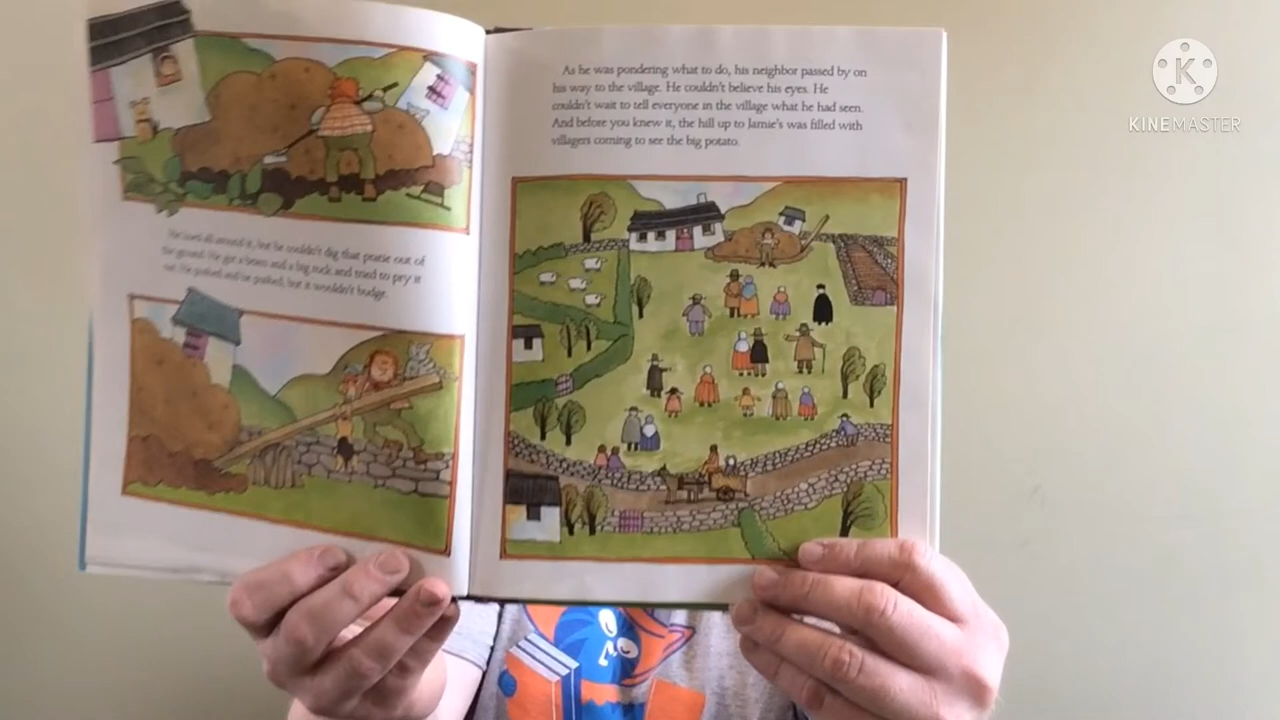 He hoed all around it, but he couldn't dig that potato out of
the ground. He got a beam and a big rock and tried to pry it
out. He pushed and he pushed, but it wouldn't budge.
As he was pondering what to do, his neighbor passed by on
his way to the village. He couldn't believe his eyes. He
couldn't wait to tell everyone in the village what he had seen.
And before you knew it, the hill up to Jamie's was filled with
villagers coming to see the big potato.
K
KINEMASTER